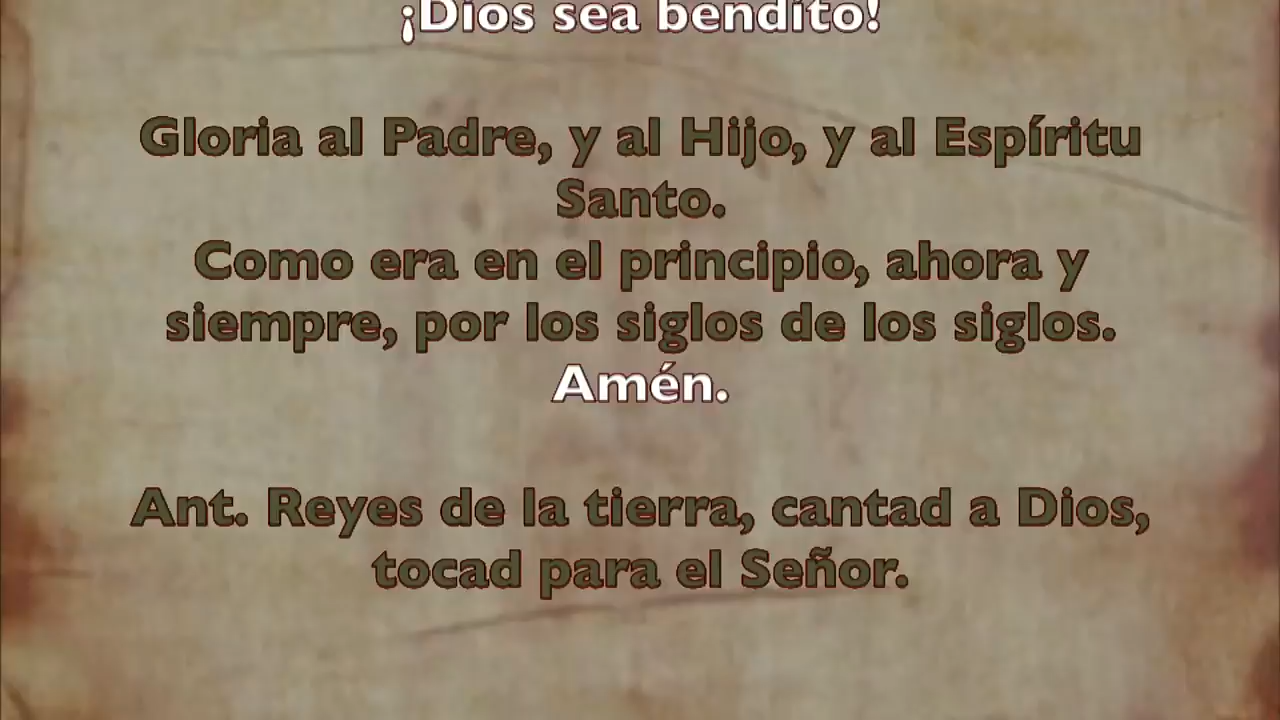 ¡Dios sea bendito!
Gloria al Padre, y al Hijo, y al Espíritu
Santo.
Como era en el principio, ahora y
siempre, por los siglos de los siglos.
Amén.
Ant. Reyes de la tierra, cantad a Dios,
tocad para el Señor.